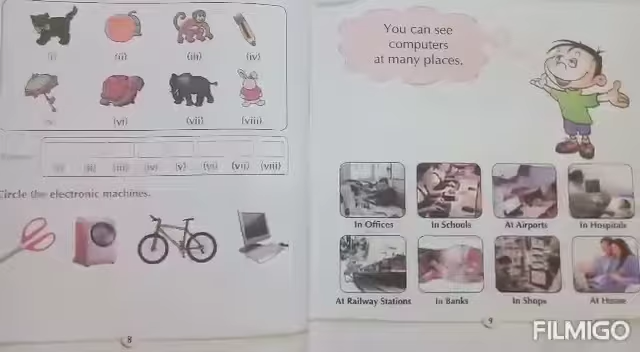 (i) (ii) (iii) (iv)
(vi) (vii) (viii)
(ii) (iii) (iv) (v) (vi) (vii) (viii)
Circle the electronic machines.
8
You can see
computers
at many places.
In Offices In Schools At Airports In Hospitals
At Railway Stations In Banks In Shops At Home
9
FILMIGO